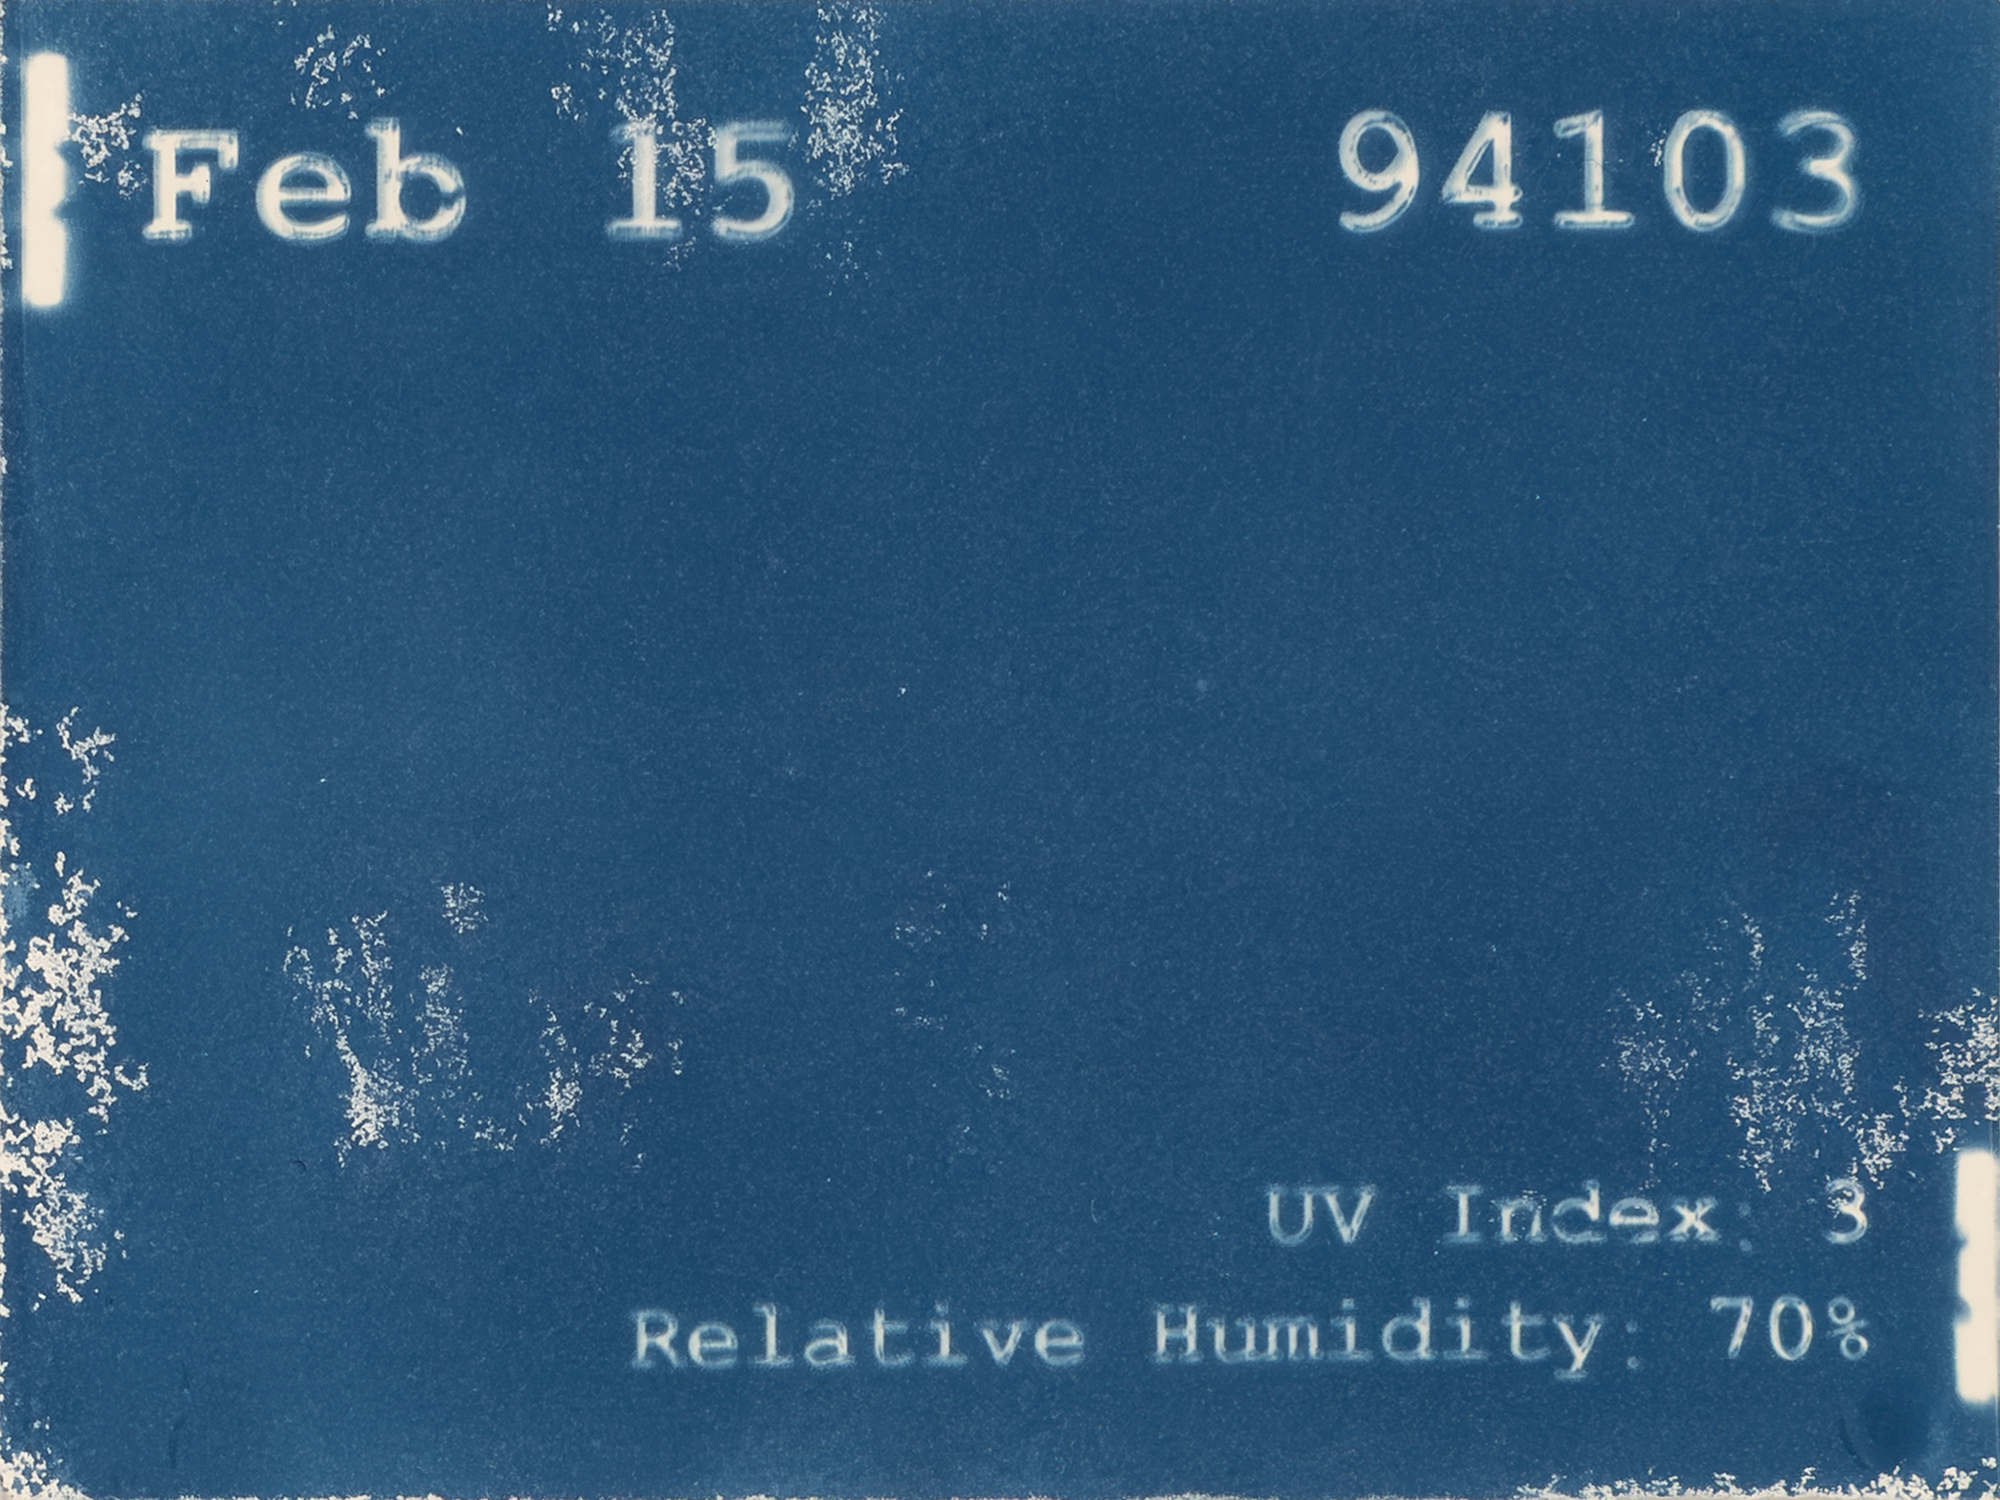 Feb 15 94103
UV Index: 3
Relative Humidity: 70%